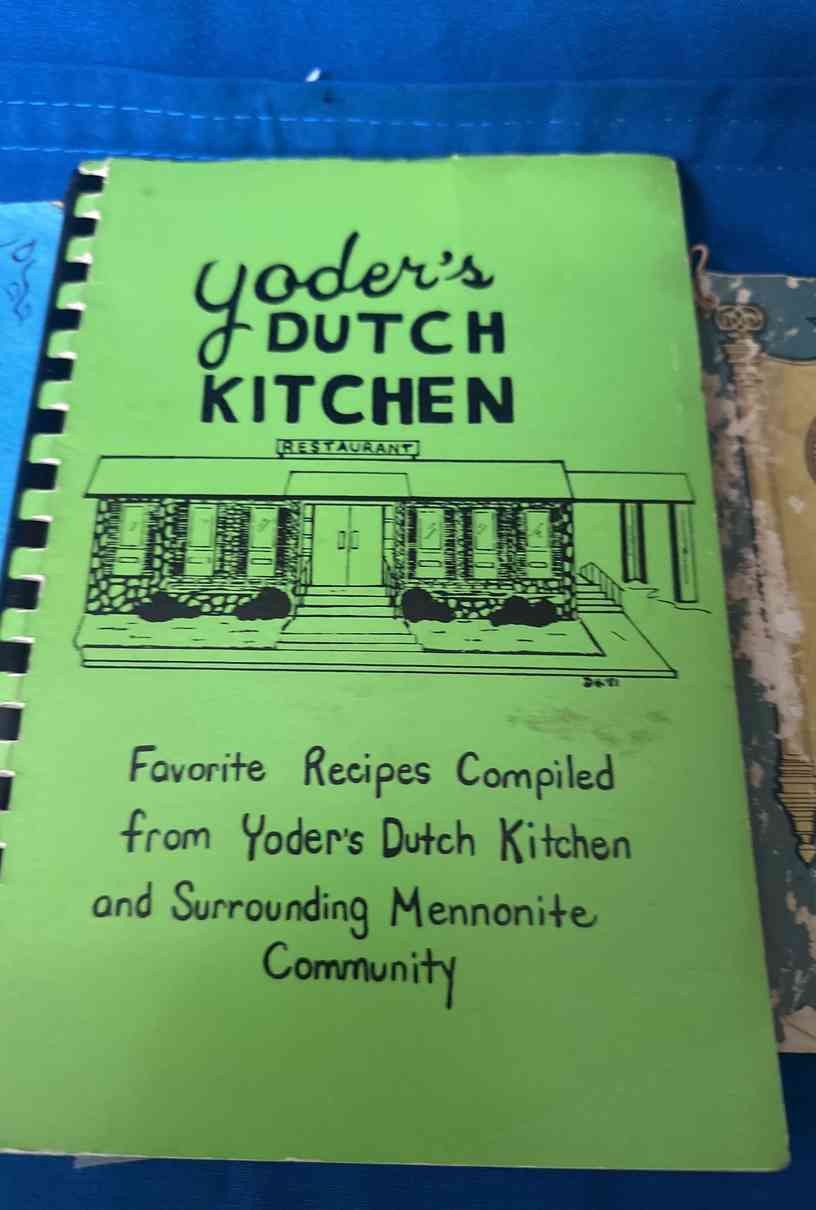 Yoder's
DUTCH
KITCHEN
RESTAURANT
Favorite Recipes Compiled
from Yoder's Dutch Kitchen
and Surrounding Mennonite
Community